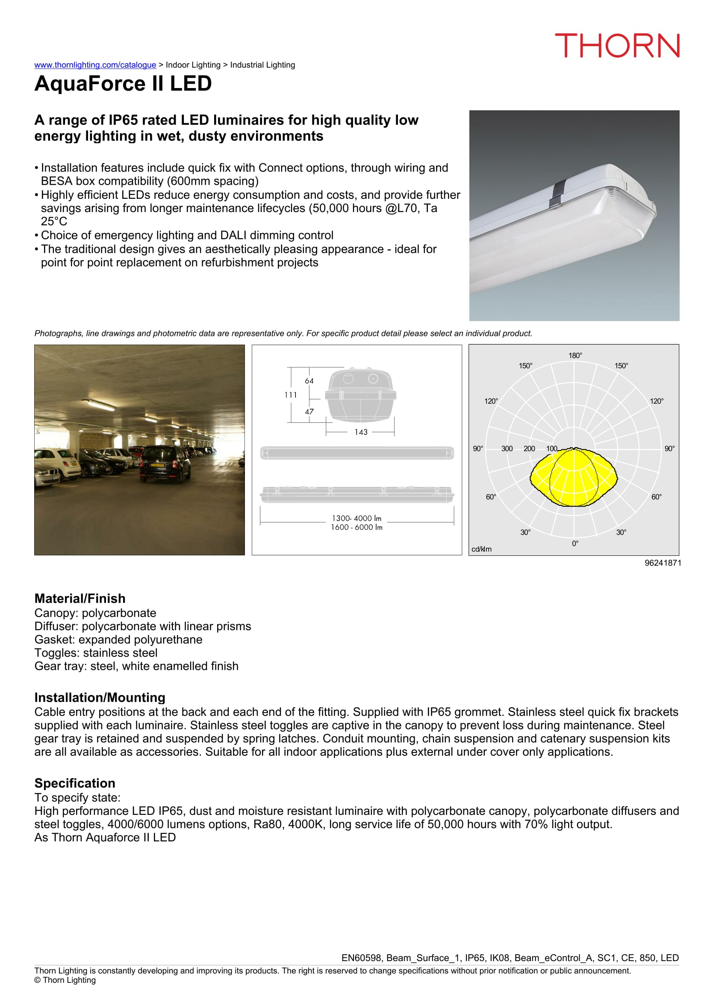 THORN
www.thornlighting.com/catalogue > Indoor Lighting > Industrial Lighting
AquaForce II LED
A range of IP65 rated LED luminaires for high quality low
energy lighting in wet, dusty environments
• Installation features include quick fix with Connect options, through wiring and
BESA box compatibility (600mm spacing)
• Highly efficient LEDs reduce energy consumption and costs, and provide further
savings arising from longer maintenance lifecycles (50,000 hours @L70, Ta
25°C
• Choice of emergency lighting and DALI dimming control
• The traditional design gives an aesthetically pleasing appearance - ideal for
point for point replacement on refurbishment projects
Photographs, line drawings and photometric data are representative only. For specific product detail please select an individual product.
64
111
47
143
1300- 4000 lm
1600 - 6000 lm
180°
150° 150°
120° 120°
90° 300 200 100 90°
60° 60°
30° 30°
0°
cd/klm
96241871
Material/Finish
Canopy: polycarbonate
Diffuser: polycarbonate with linear prisms
Gasket: expanded polyurethane
Toggles: stainless steel
Gear tray: steel, white enamelled finish
Installation/Mounting
Cable entry positions at the back and each end of the fitting. Supplied with IP65 grommet. Stainless steel quick fix brackets
supplied with each luminaire. Stainless steel toggles are captive in the canopy to prevent loss during maintenance. Steel
gear tray is retained and suspended by spring latches. Conduit mounting, chain suspension and catenary suspension kits
are all available as accessories. Suitable for all indoor applications plus external under cover only applications.
Specification
To specify state:
High performance LED IP65, dust and moisture resistant luminaire with polycarbonate canopy, polycarbonate diffusers and
steel toggles, 4000/6000 lumens options, Ra80, 4000K, long service life of 50,000 hours with 70% light output.
As Thorn Aquaforce II LED
EN60598, Beam_Surface_1, IP65, IK08, Beam_eControl_A, SC1, CE, 850, LED
Thorn Lighting is constantly developing and improving its products. The right is reserved to change specifications without prior notification or public announcement.
© Thorn Lighting